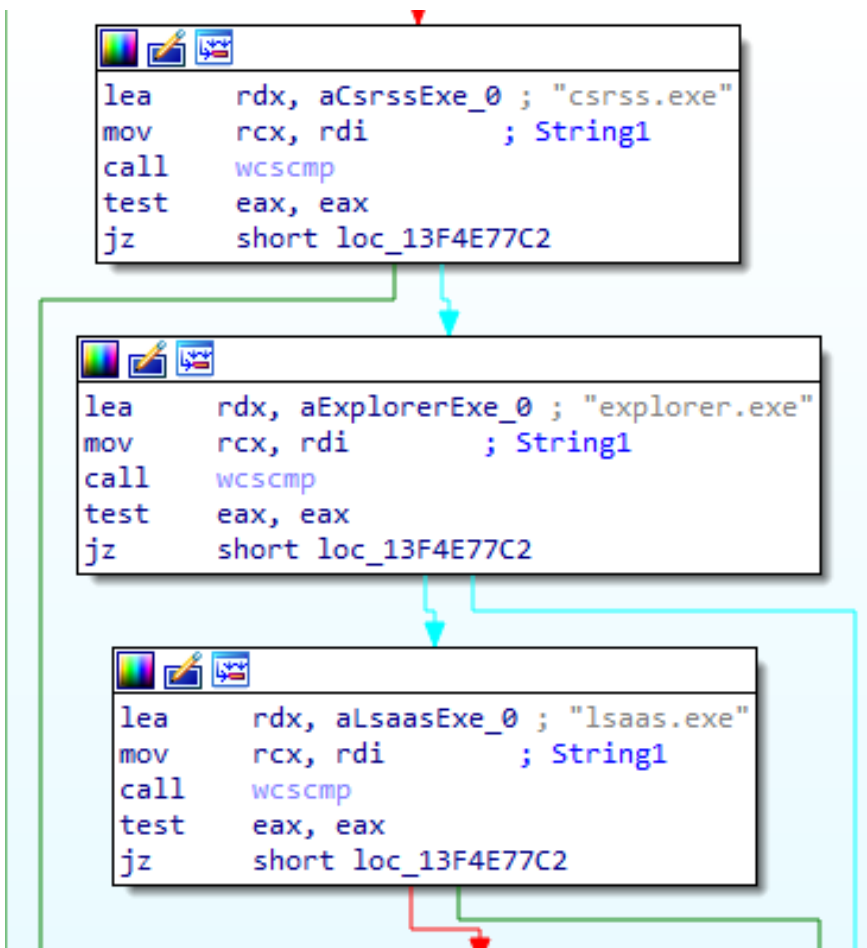 lea rdx, aCsrssExe_0 ; "csrss.exe"
mov rcx, rdi ; String1
call wcscmp
test eax, eax
jz short loc_13F4E77C2
lea rdx, aExplorerExe_0 ; "explorer.exe"
mov rcx, rdi ; String1
call wcscmp
test eax, eax
jz short loc_13F4E77C2
lea rdx, aLsaasExe_0 ; "lsaas.exe"
mov rcx, rdi ; String1
call wcscmp
test eax, eax
jz short loc_13F4E77C2